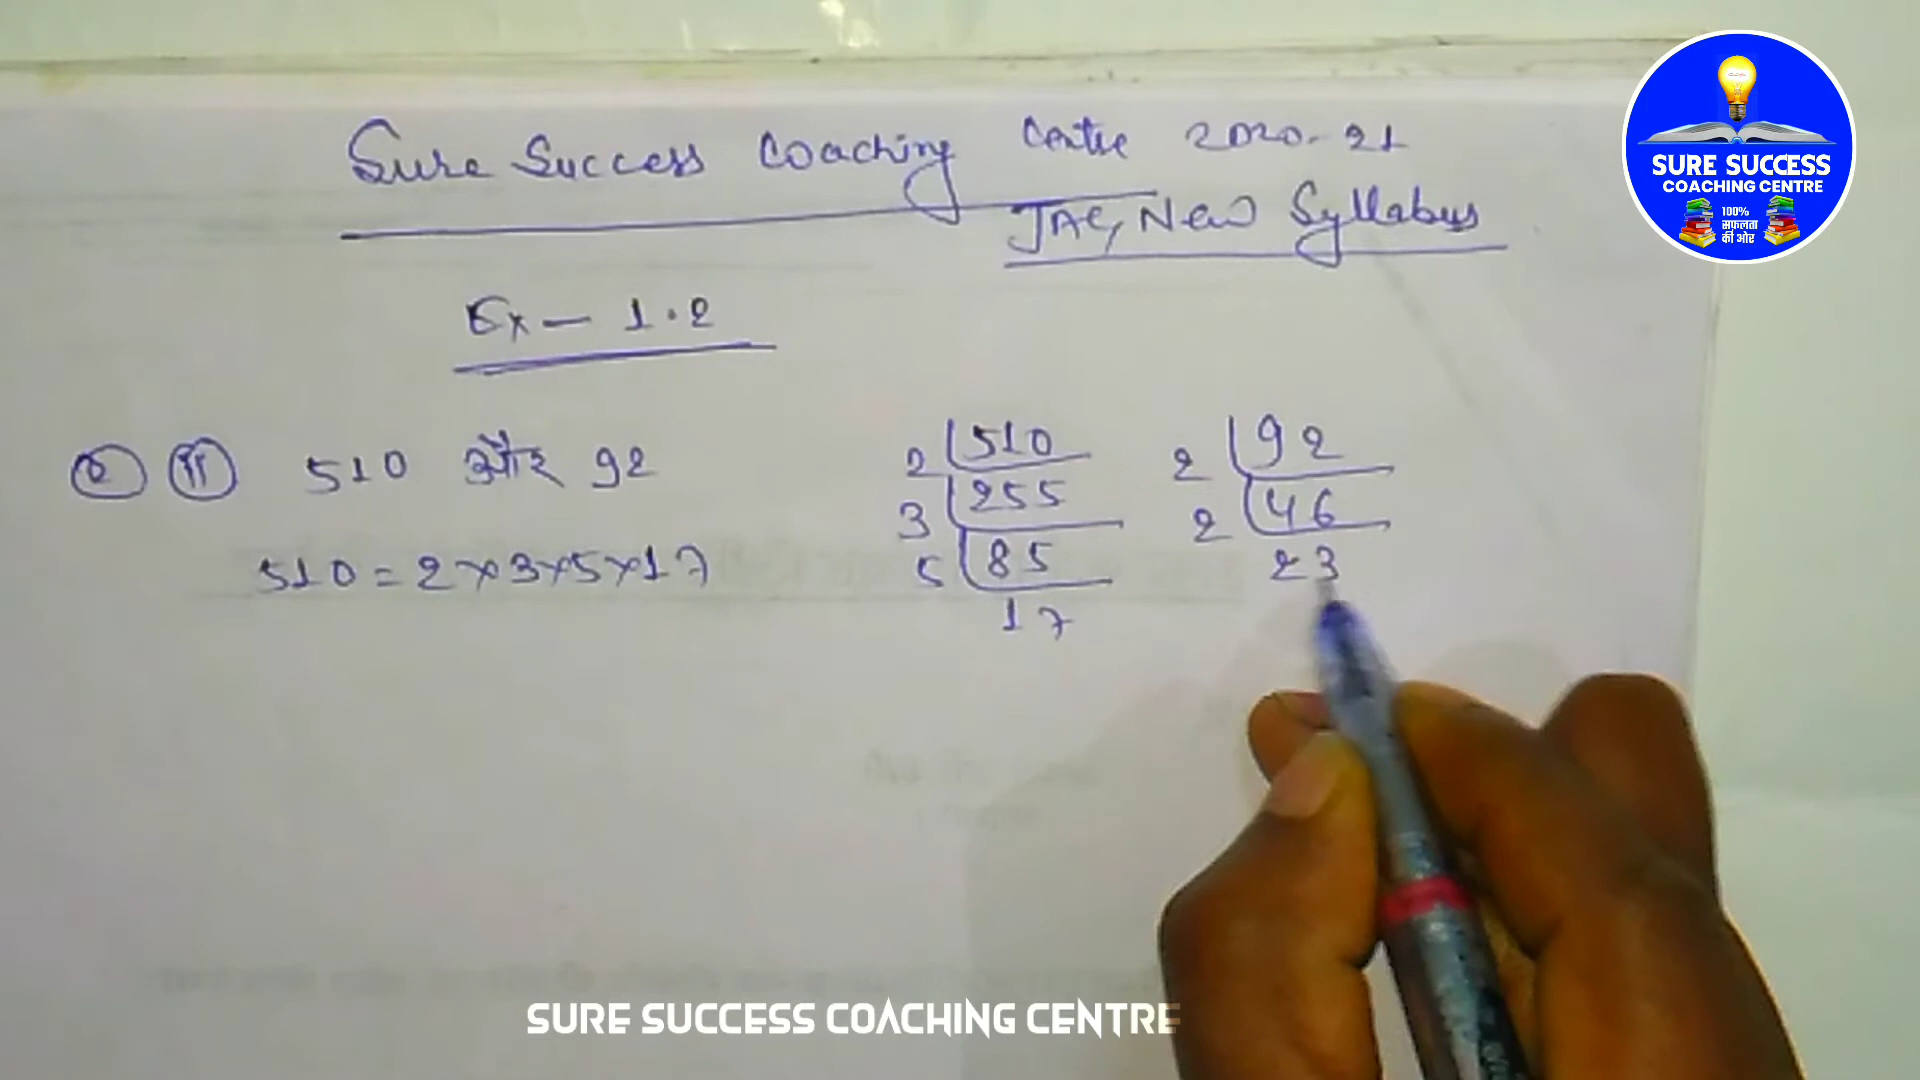 Sure Success Coaching Centre 2020-21
JAC, New Syllabus
Ex - 1.2
2 ii 510 और 92
510 = 2×3×5×17
2 510
3 255
5 85
17
2 92
2 46
23
SURE SUCCESS
COACHING CENTRE
100%
सफलता
की ओर
SURE SUCCESS COACHING CENTRE